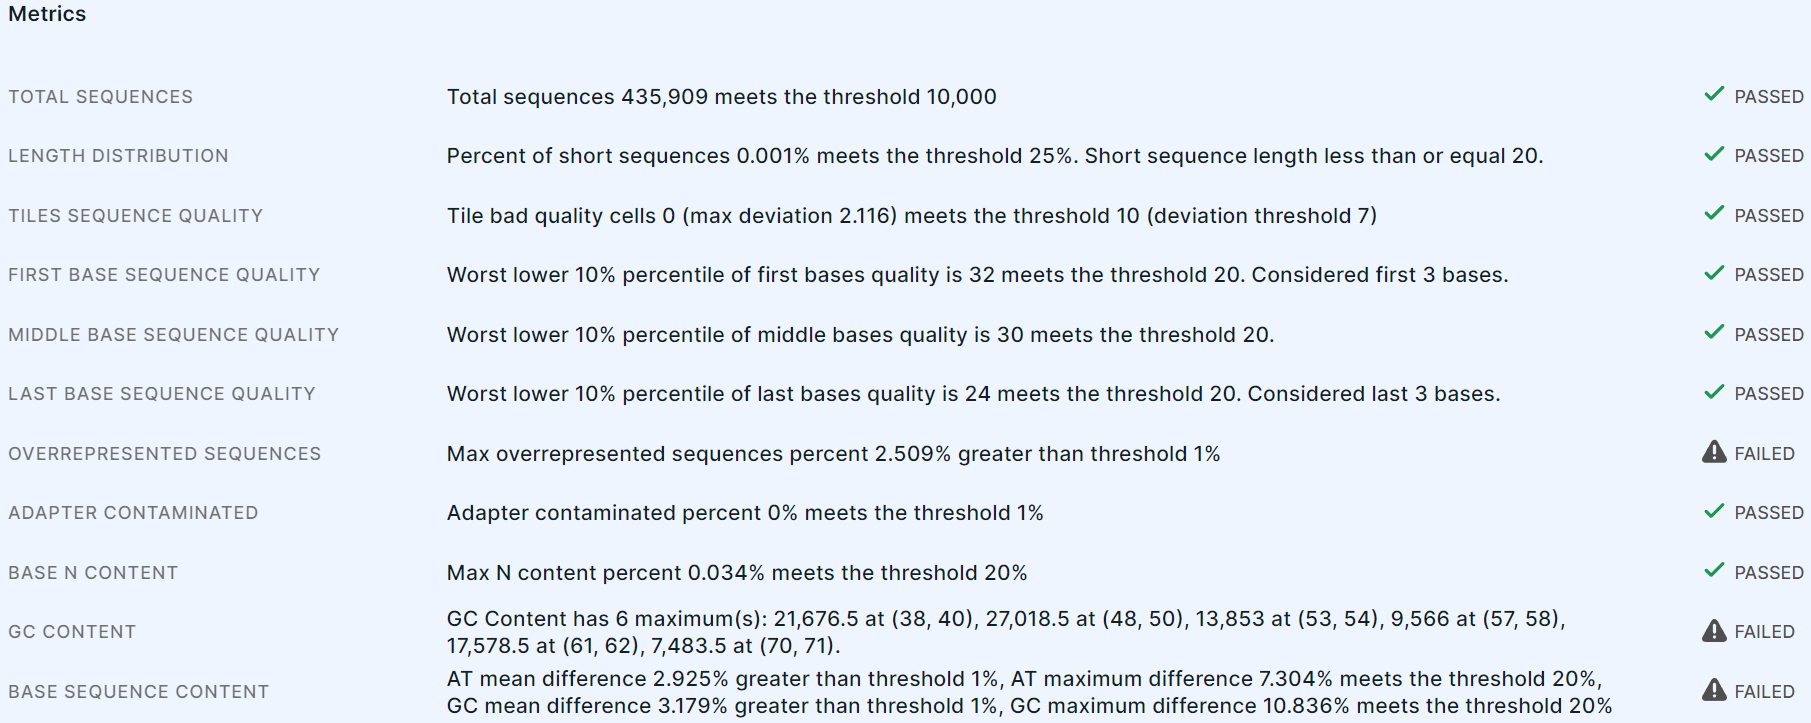 Metrics
TOTAL SEQUENCES Total sequences 435,909 meets the threshold 10,000 PASSED
LENGTH DISTRIBUTION Percent of short sequences 0.001% meets the threshold 25%. Short sequence length less than or equal 20. PASSED
TILES SEQUENCE QUALITY Tile bad quality cells 0 (max deviation 2.116) meets the threshold 10 (deviation threshold 7) PASSED
FIRST BASE SEQUENCE QUALITY Worst lower 10% percentile of first bases quality is 32 meets the threshold 20. Considered first 3 bases. PASSED
MIDDLE BASE SEQUENCE QUALITY Worst lower 10% percentile of middle bases quality is 30 meets the threshold 20. PASSED
LAST BASE SEQUENCE QUALITY Worst lower 10% percentile of last bases quality is 24 meets the threshold 20. Considered last 3 bases. PASSED
OVERREPRESENTED SEQUENCES Max overrepresented sequences percent 2.509% greater than threshold 1% FAILED
ADAPTER CONTAMINATED Adapter contaminated percent 0% meets the threshold 1% PASSED
BASE N CONTENT Max N content percent 0.034% meets the threshold 20% PASSED
GC CONTENT GC Content has 6 maximum(s): 21,676.5 at (38, 40), 27,018.5 at (48, 50), 13,853 at (53, 54), 9,566 at (57, 58),
17,578.5 at (61, 62), 7,483.5 at (70, 71). FAILED
BASE SEQUENCE CONTENT AT mean difference 2.925% greater than threshold 1%, AT maximum difference 7.304% meets the threshold 20%,
GC mean difference 3.179% greater than threshold 1%, GC maximum difference 10.836% meets the threshold 20% FAILED